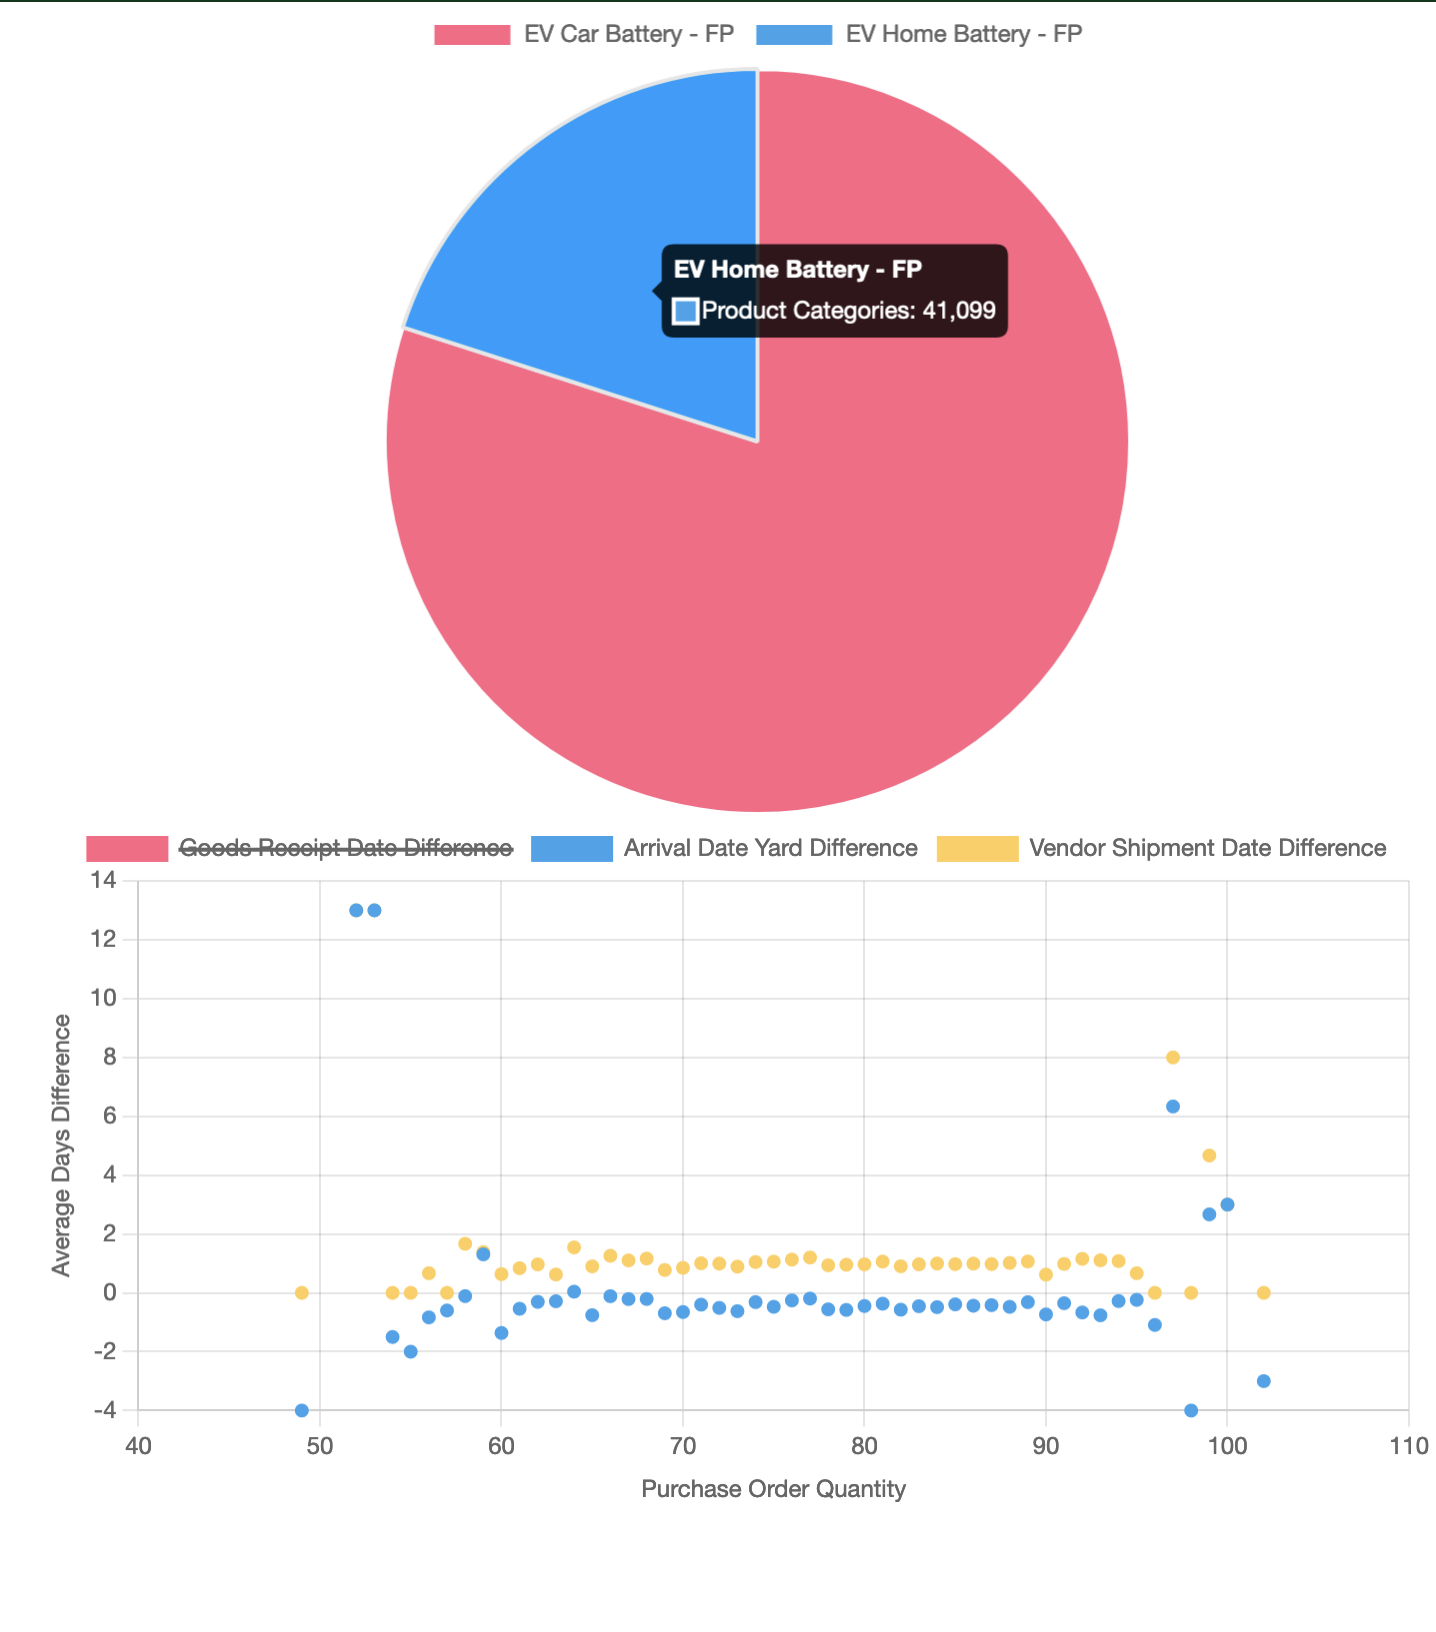 EV Car Battery - FP EV Home Battery - FP
EV Home Battery - FP
Product Categories: 41,099
Goods Receipt Date Difference Arrival Date Yard Difference Vendor Shipment Date Difference
14
12
10
8
6
4
2
0
-2
-4
Average Days Difference
40 50 60 70 80 90 100 110
Purchase Order Quantity